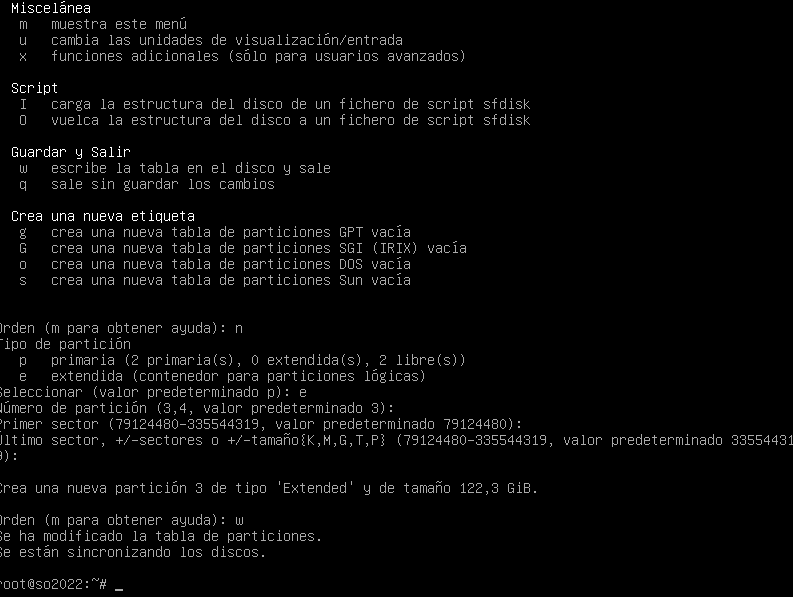 Miscelánea
m   muestra este menú
u   cambia las unidades de visualización/entrada
x   funciones adicionales (sólo para usuarios avanzados)
Script
I   carga la estructura del disco de un fichero de script sfdisk
O   vuelca la estructura del disco a un fichero de script sfdisk
Guardar y Salir
w   escribe la tabla en el disco y sale
q   sale sin guardar los cambios
Crea una nueva etiqueta
g   crea una nueva tabla de particiones GPT vacía
G   crea una nueva tabla de particiones SGI (IRIX) vacía
o   crea una nueva tabla de particiones DOS vacía
s   crea una nueva tabla de particiones Sun vacía
Orden (m para obtener ayuda): n
Tipo de partición
p   primaria (2 primaria(s), 0 extendida(s), 2 libre(s))
e   extendida (contenedor para particiones lógicas)
Seleccionar (valor predeterminado p): e
Número de partición (3,4, valor predeterminado 3):
Primer sector (79124480-335544319, valor predeterminado 79124480):
Último sector, +/-sectores o +/-tamaño{K,M,G,T,P} (79124480-335544319, valor predeterminado 33554431
9):
Crea una nueva partición 3 de tipo 'Extended' y de tamaño 122,3 GiB.
Orden (m para obtener ayuda): w
Se ha modificado la tabla de particiones.
Se están sincronizando los discos.
root@so2022:~# _